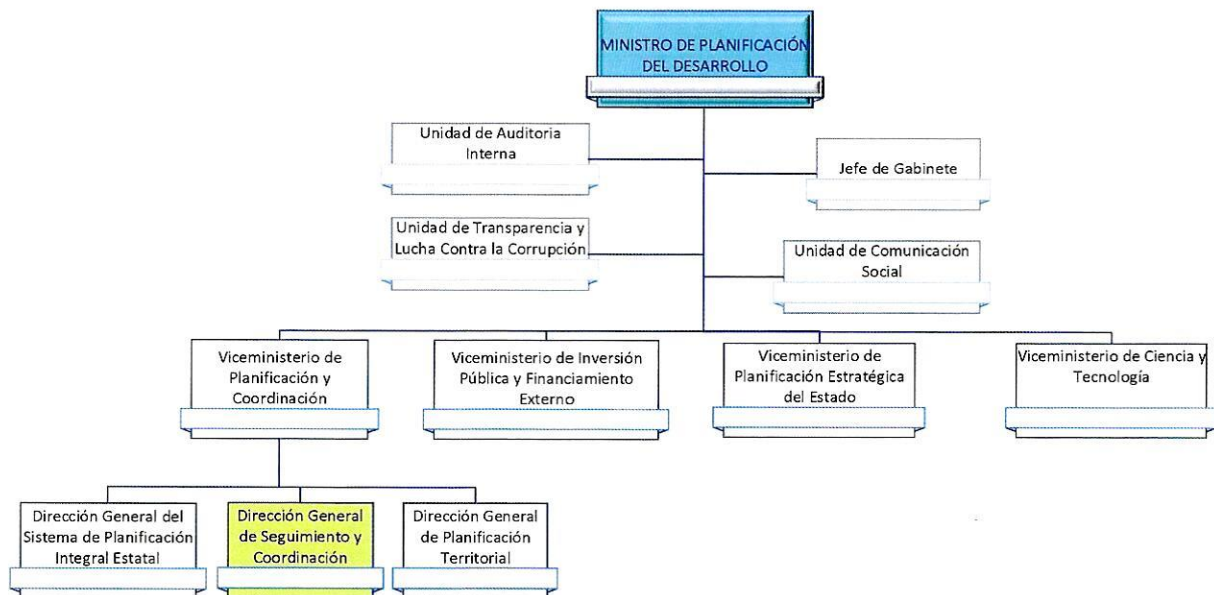 MINISTRO DE PLANIFICACIÓN
DEL DESARROLLO
Unidad de Auditoria
Interna
Jefe de Gabinete
Unidad de Transparencia y
Lucha Contra la Corrupción
Unidad de Comunicación
Social
Viceministerio de
Planificación y
Coordinación
Viceministerio de Inversión
Pública y Financiamiento
Externo
Viceministerio de
Planificación Estratégica
del Estado
Viceministerio de Ciencia y
Tecnología
Dirección General del
Sistema de Planificación
Integral Estatal
Dirección General
de Seguimiento y
Coordinación
Dirección General
de Planificación
Territorial